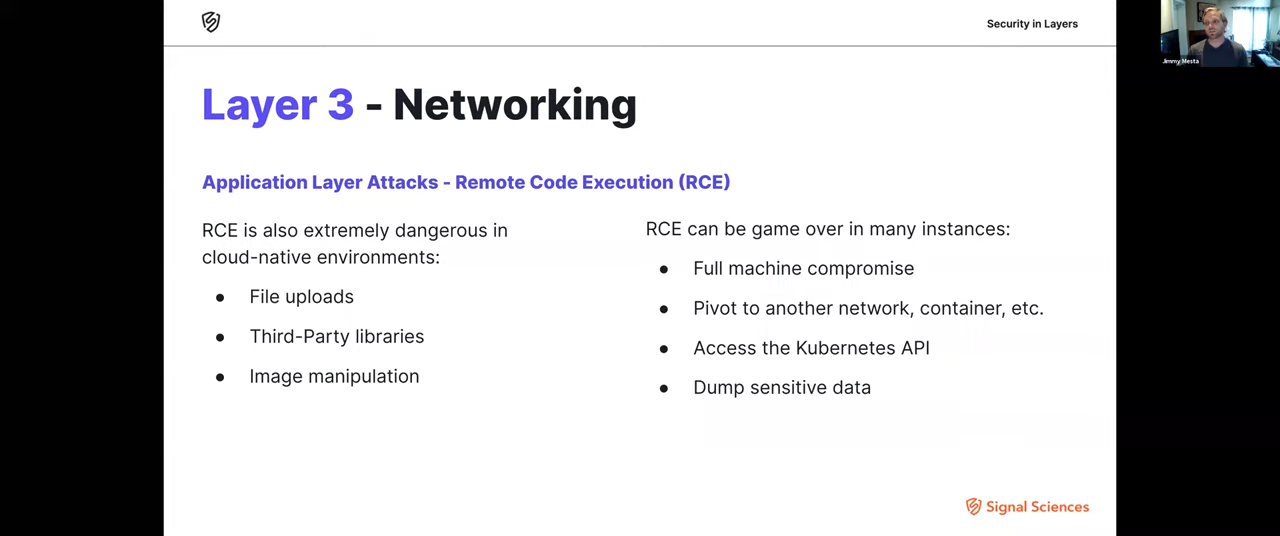 Security in Layers
Jimmy Mesta
Layer 3 - Networking
Application Layer Attacks - Remote Code Execution (RCE)
RCE is also extremely dangerous in
cloud-native environments:
● File uploads
● Third-Party libraries
● Image manipulation
RCE can be game over in many instances:
● Full machine compromise
● Pivot to another network, container, etc.
● Access the Kubernetes API
● Dump sensitive data
Signal Sciences